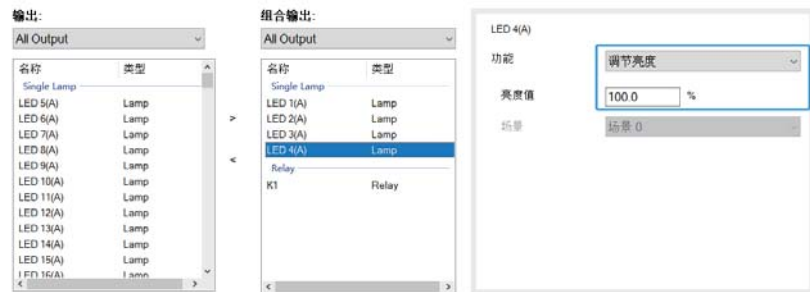 输出:
All Output
名称 类型
Single Lamp
LED 5(A) Lamp
LED 6(A) Lamp
LED 7(A) Lamp
LED 8(A) Lamp
LED 9(A) Lamp
LED 10(A) Lamp
LED 11(A) Lamp
LED 12(A) Lamp
LED 13(A) Lamp
LED 14(A) Lamp
LED 15(A) Lamp
LED 16(A) Lamp
>
<
组合输出:
All Output
名称 类型
Single Lamp
LED 1(A) Lamp
LED 2(A) Lamp
LED 3(A) Lamp
LED 4(A) Lamp
Relay
K1 Relay
LED 4(A)
功能 调节亮度
亮度值 100.0 %
场景 场景 0